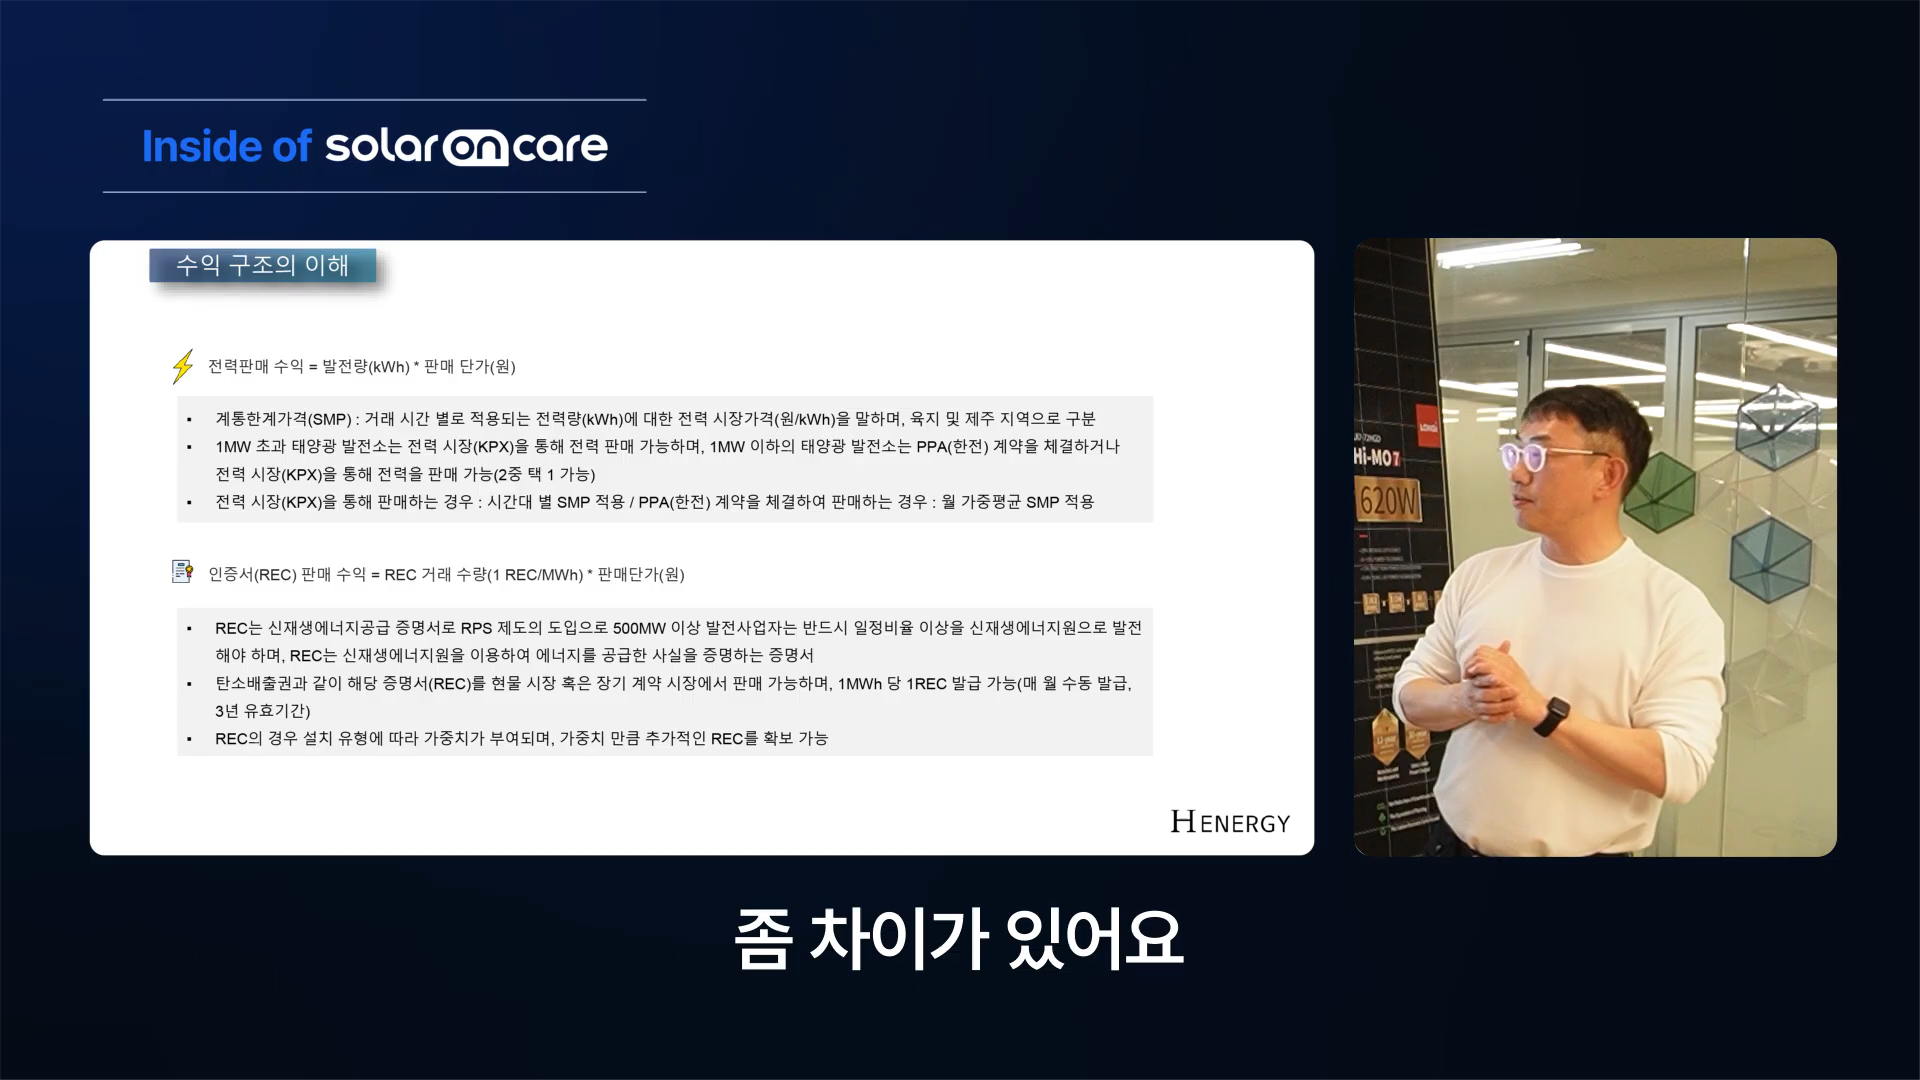 Inside of solaroncare
수익 구조의 이해
전력판매 수익 = 발전량(kWh) * 판매 단가(원)
▪ 계통한계가격(SMP) : 거래 시간 별로 적용되는 전력량(kWh)에 대한 전력 시장가격(원/kWh)을 말하며, 육지 및 제주 지역으로 구분
▪ 1MW 초과 태양광 발전소는 전력 시장(KPX)을 통해 전력 판매 가능하며, 1MW 이하의 태양광 발전소는 PPA(한전) 계약을 체결하거나
전력 시장(KPX)을 통해 전력을 판매 가능(2중 택 1 가능)
▪ 전력 시장(KPX)을 통해 판매하는 경우 : 시간대 별 SMP 적용 / PPA(한전) 계약을 체결하여 판매하는 경우 : 월 가중평균 SMP 적용
인증서(REC) 판매 수익 = REC 거래 수량(1 REC/MWh) * 판매단가(원)
▪ REC는 신재생에너지공급 증명서로 RPS 제도의 도입으로 500MW 이상 발전사업자는 반드시 일정비율 이상을 신재생에너지원으로 발전
해야 하며, REC는 신재생에너지원을 이용하여 에너지를 공급한 사실을 증명하는 증명서
▪ 탄소배출권과 같이 해당 증명서(REC)를 현물 시장 혹은 장기 계약 시장에서 판매 가능하며, 1MWh 당 1REC 발급 가능(매 월 수동 발급,
3년 유효기간)
▪ REC의 경우 설치 유형에 따라 가중치가 부여되며, 가중치 만큼 추가적인 REC를 확보 가능
H ENERGY
LONGi
Hi-MO7
620W
좀 차이가 있어요